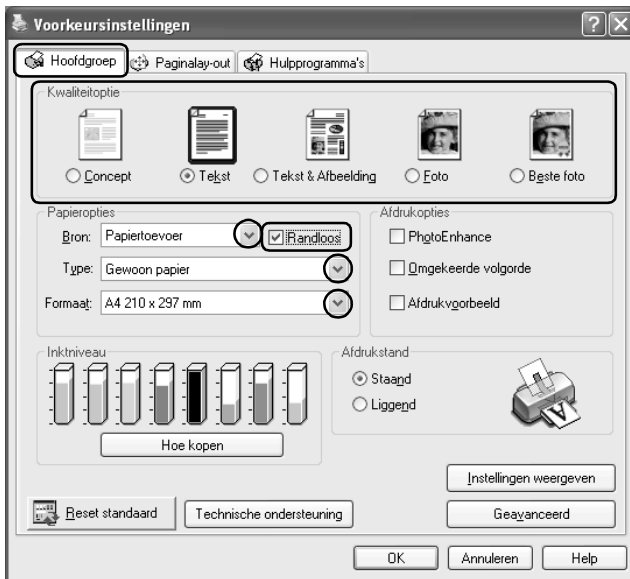 Voorkeursinstellingen
Hoofdgroep Paginalay-out Hulpprogramma's
Kwaliteitoptie
Concept Tekst Tekst & Afbeelding Foto Beste foto
Papieropties
Bron: Papiertoevoer Randloos
Type: Gewoon papier
Formaat: A4 210 x 297 mm
Afdrukopties
PhotoEnhance
Omgekeerde volgorde
Afdrukvoorbeeld
Inktniveau
Hoe kopen
Afdrukstand
Staand
Liggend
Instellingen weergeven
Reset standaard Technische ondersteuning Geavanceerd
OK Annuleren Help